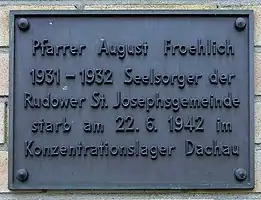 Pfarrer August Froehlich
1931 – 1932 Seelsorger der
Rudower St. Josephsgemeinde
starb am 22. 6. 1942 im
Konzentrationslager Dachau